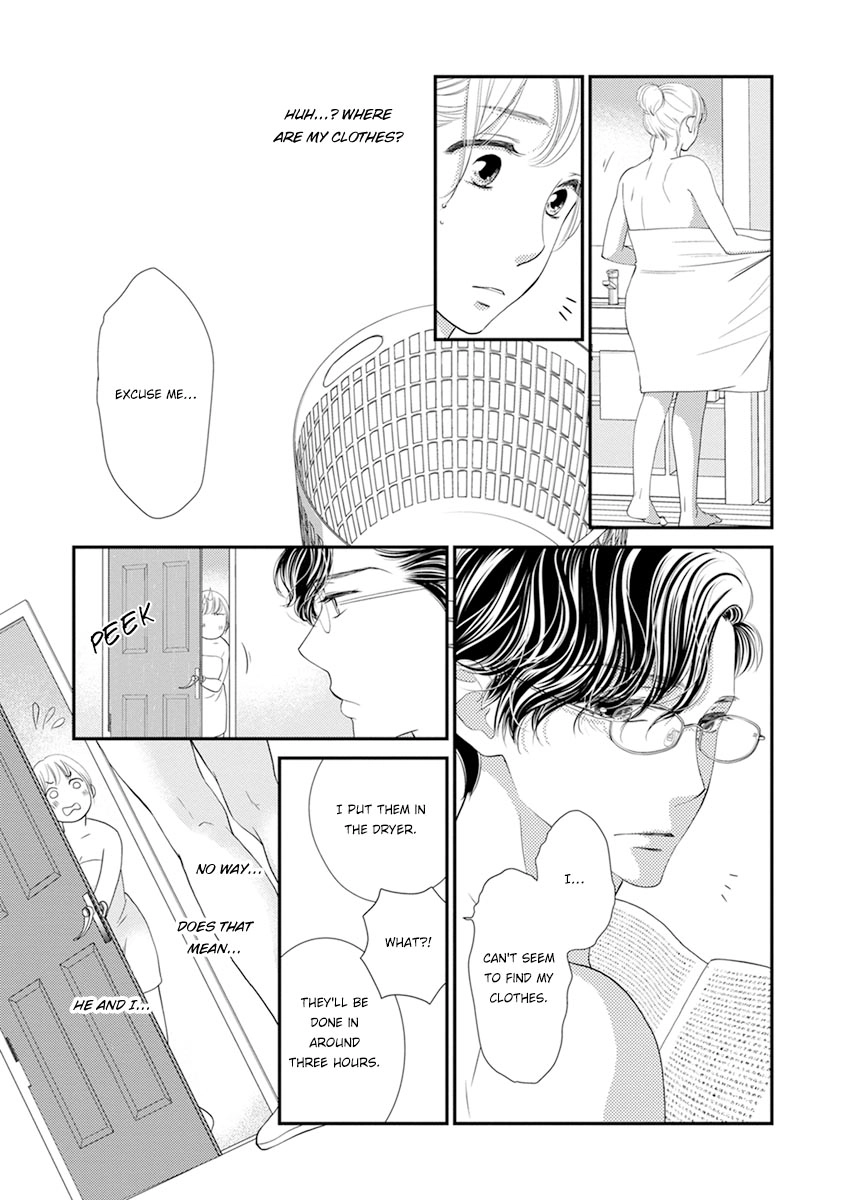 HUH...? WHERE
ARE MY CLOTHES?
EXCUSE ME...
I...
CAN'T SEEM
TO FIND MY
CLOTHES.
PEEK
I PUT THEM IN
THE DRYER.
WHAT?!
THEY'LL BE
DONE IN
AROUND
THREE HOURS.
NO WAY...
DOES THAT
MEAN...
HE AND I...